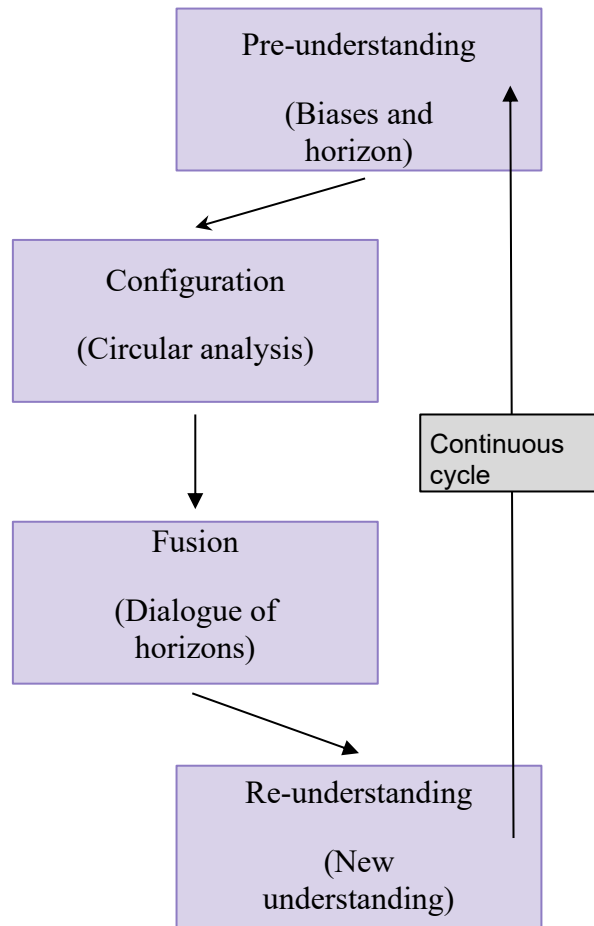 Pre-understanding
(Biases and
horizon)
Configuration
(Circular analysis)
Continuous
cycle
Fusion
(Dialogue of
horizons)
Re-understanding
(New
understanding)